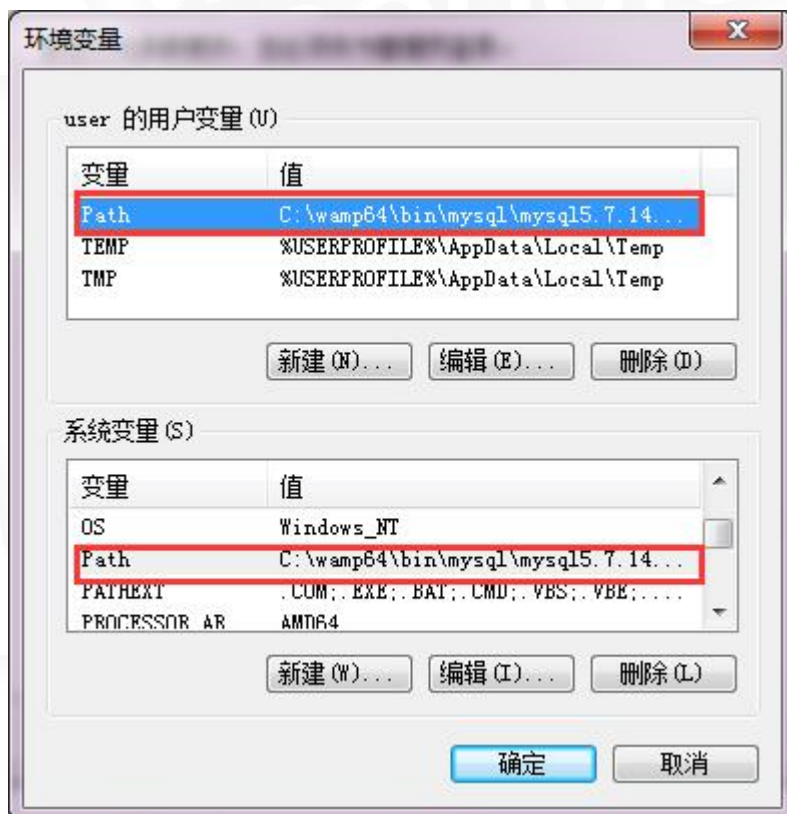 环境变量
user 的用户变量(U)
变量 值
Path C:\wamp64\bin\mysql\mysql5.7.14...
TEMP %USERPROFILE%\AppData\Local\Temp
TMP %USERPROFILE%\AppData\Local\Temp
新建(N)... 编辑(E)... 删除(D)
系统变量(S)
变量 值
OS Windows_NT
Path C:\wamp64\bin\mysql\mysql5.7.14...
PATHEXT .COM;.EXE;.BAT;.CMD;.VBS;.VBE;....
PROCESSOR_AR AMD64
新建(W)... 编辑(I)... 删除(L)
确定 取消